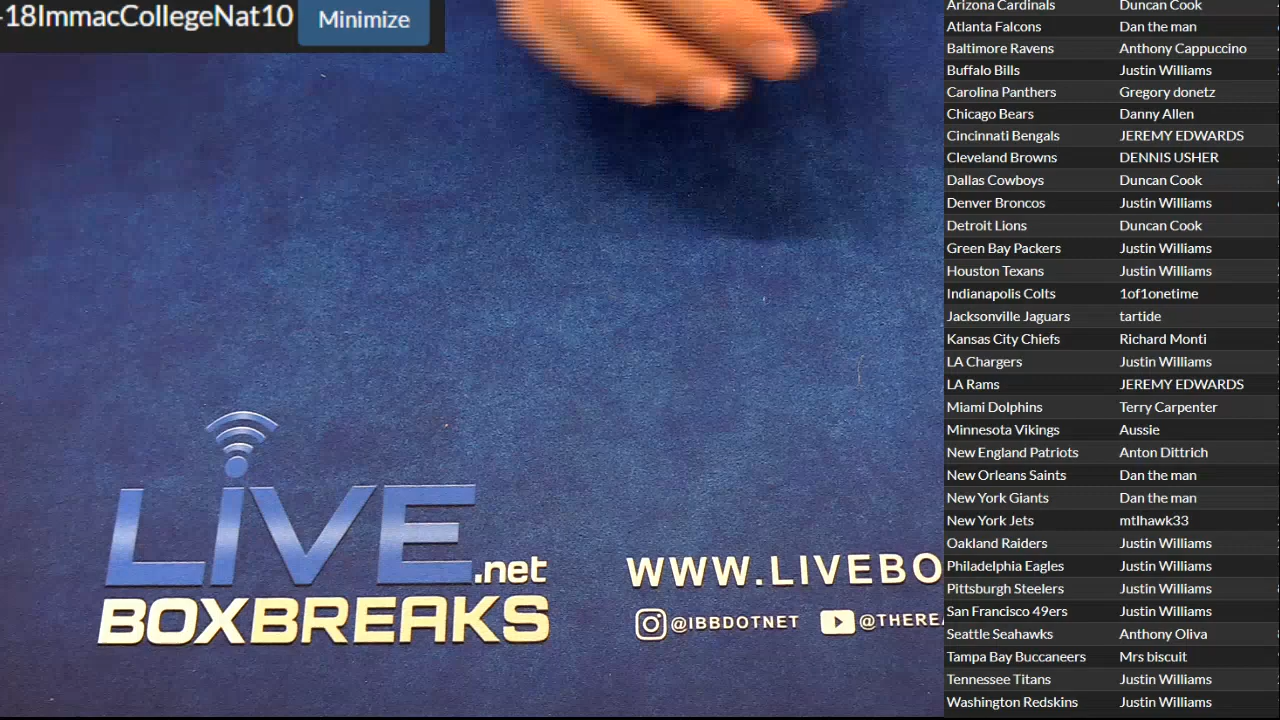 -18ImmacCollegeNat10 Minimize
Arizona Cardinals Duncan Cook
Atlanta Falcons Dan the man
Baltimore Ravens Anthony Cappuccino
Buffalo Bills Justin Williams
Carolina Panthers Gregory donetz
Chicago Bears Danny Allen
Cincinnati Bengals JEREMY EDWARDS
Cleveland Browns DENNIS USHER
Dallas Cowboys Duncan Cook
Denver Broncos Justin Williams
Detroit Lions Duncan Cook
Green Bay Packers Justin Williams
Houston Texans Justin Williams
Indianapolis Colts 1of1onetime
Jacksonville Jaguars tartide
Kansas City Chiefs Richard Monti
LA Chargers Justin Williams
LA Rams JEREMY EDWARDS
Miami Dolphins Terry Carpenter
Minnesota Vikings Aussie
New England Patriots Anton Dittrich
New Orleans Saints Dan the man
New York Giants Dan the man
New York Jets mtlhawk33
Oakland Raiders Justin Williams
Philadelphia Eagles Justin Williams
Pittsburgh Steelers Justin Williams
San Francisco 49ers Justin Williams
Seattle Seahawks Anthony Oliva
Tampa Bay Buccaneers Mrs biscuit
Tennessee Titans Justin Williams
Washington Redskins Justin Williams
LIVE.net
BOXBREAKS
WWW.LIVEBO
@IBBDOTNET @THEREA